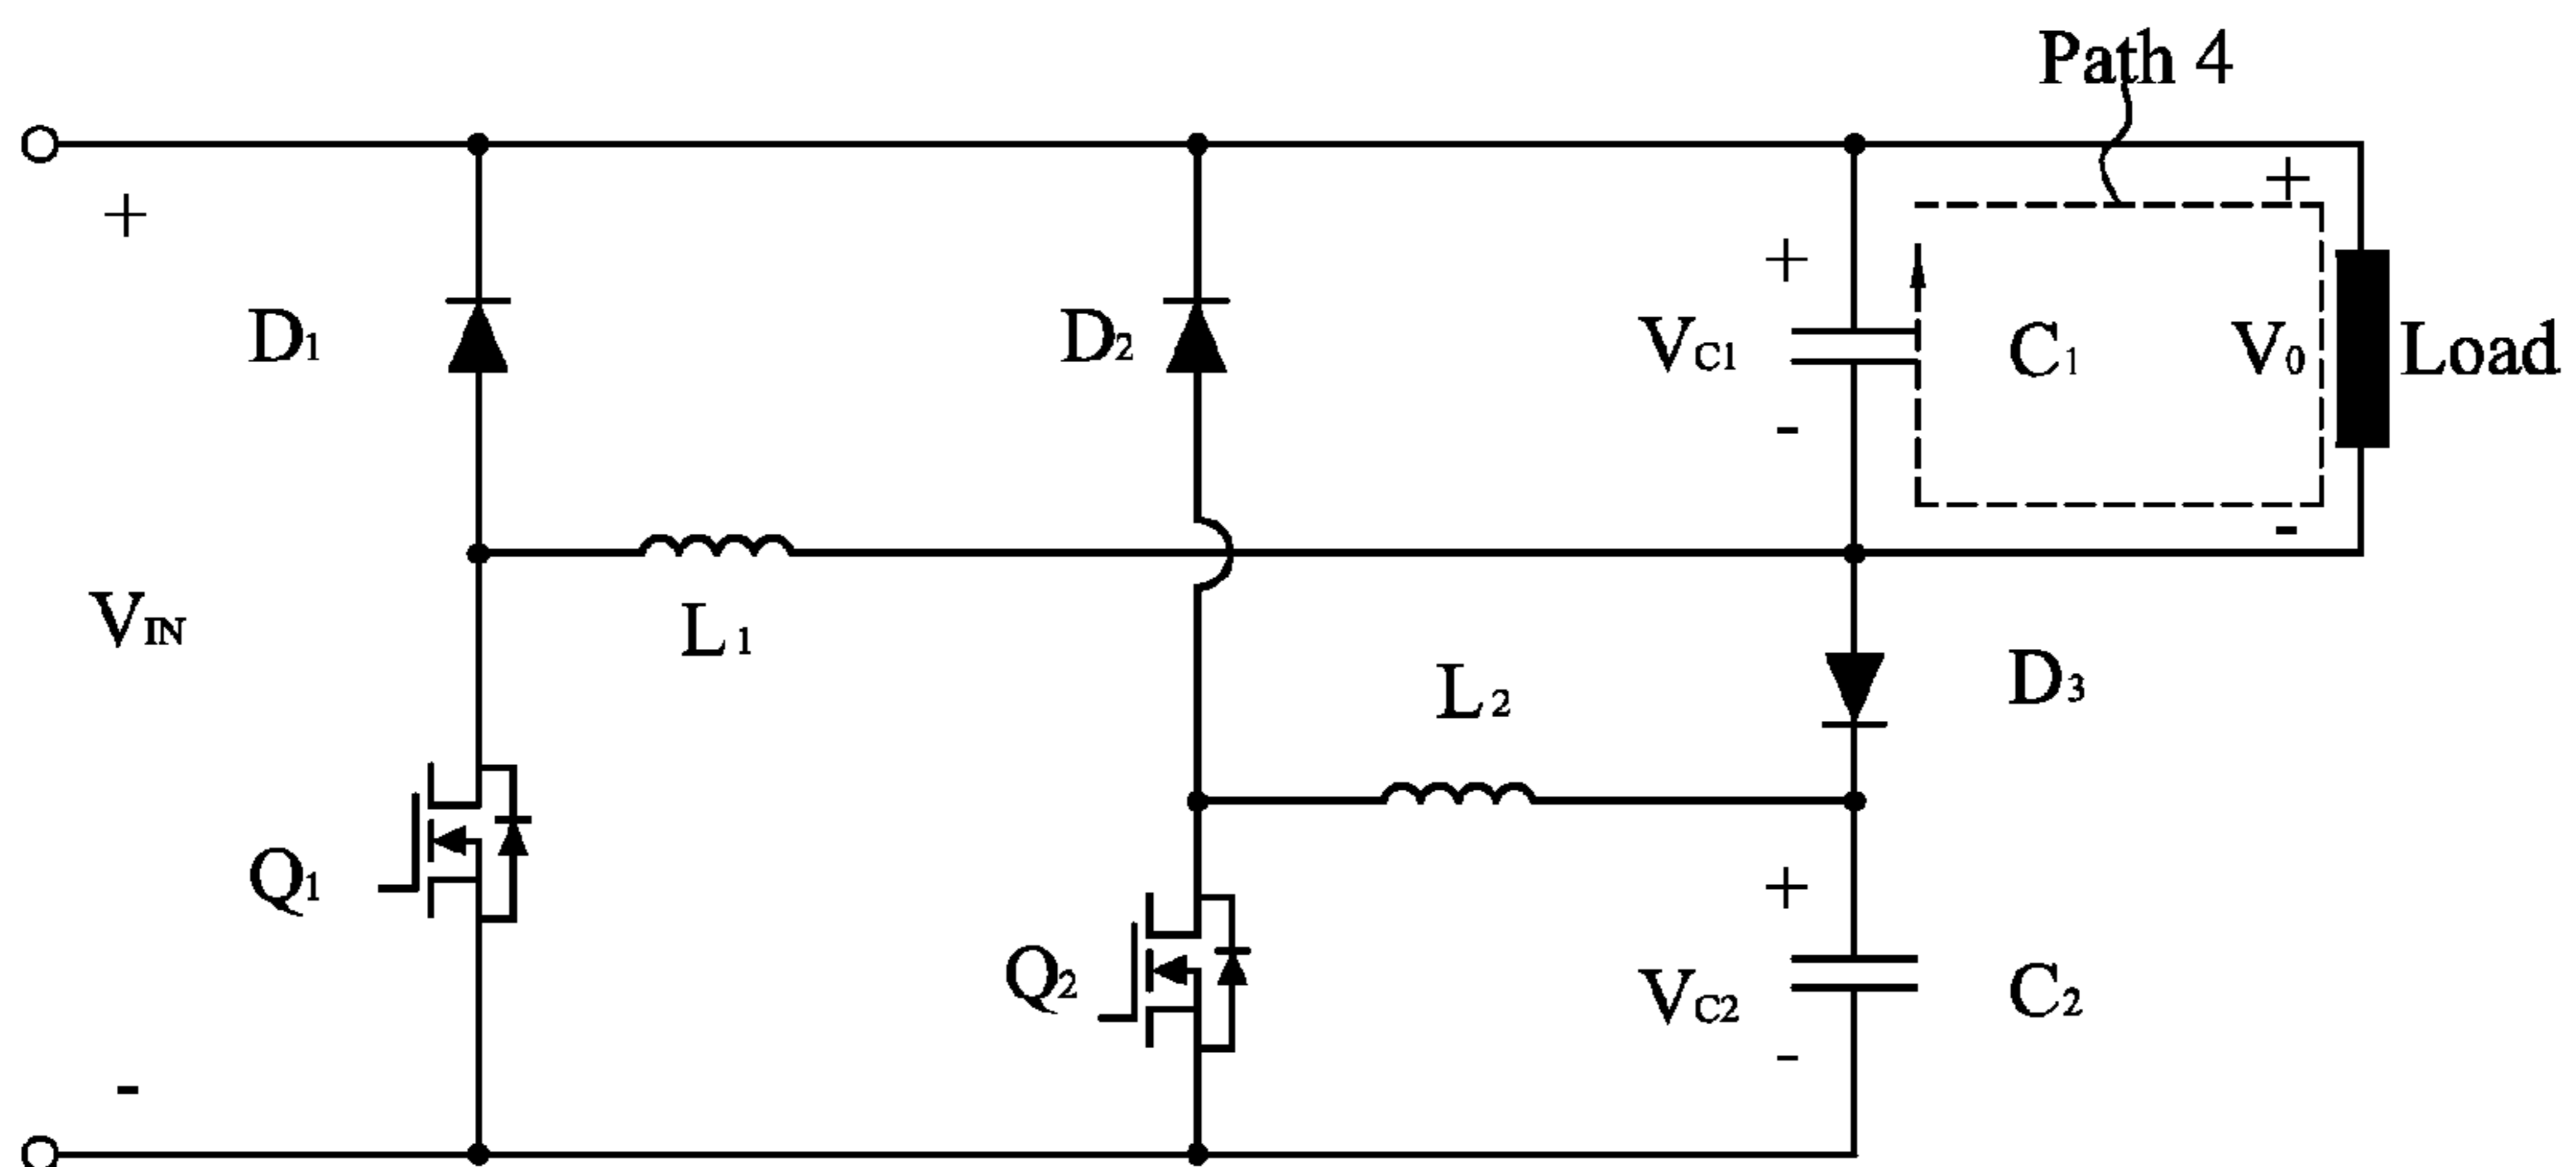 Path 4
+ +
D1 D2 + VC1 C1 V0 Load
- -
VIN L1
L2 D3
Q1 +
Q2 VC2 C2
- -